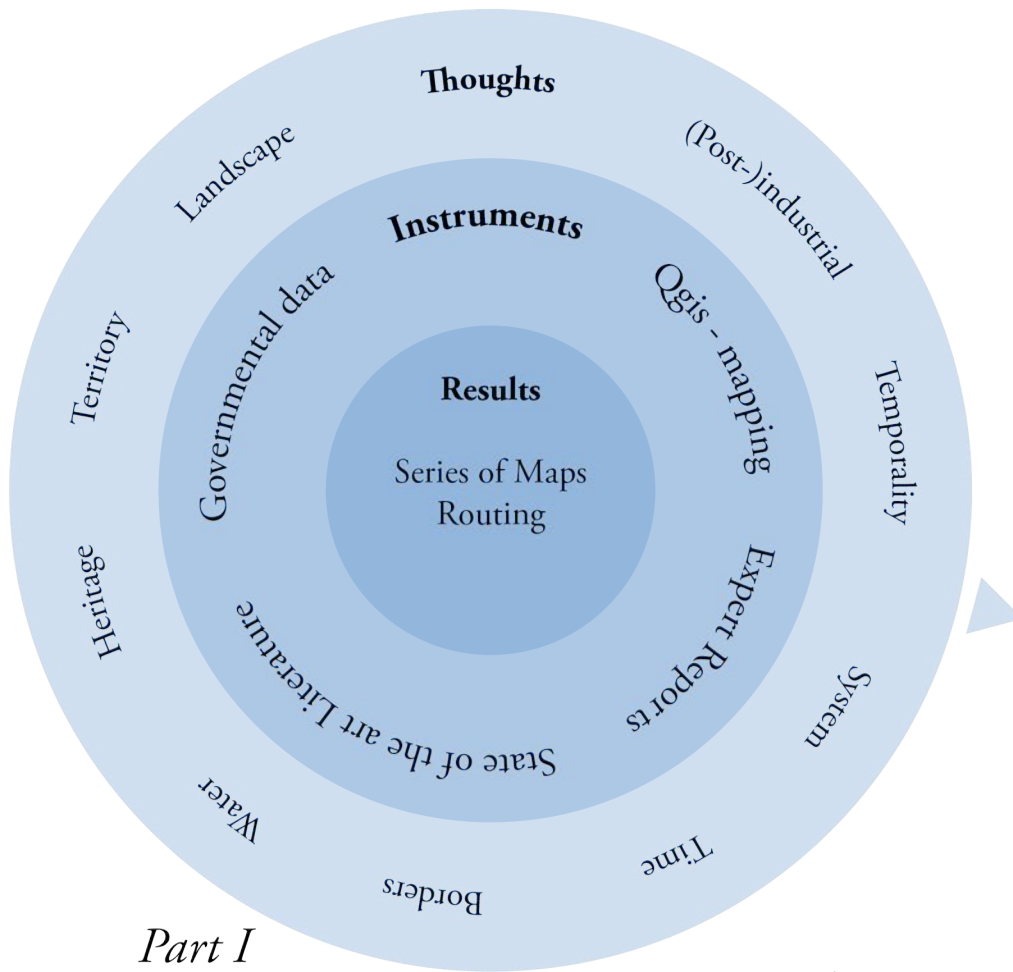 Thoughts
(Post-)industrial
Temporality
System
Time
Borders
Water
Heritage
Territory
Landscape
Instruments
Qgis - mapping
Expert Reports
State of the art Literature
Governmental data
Results
Series of Maps
Routing
Part I